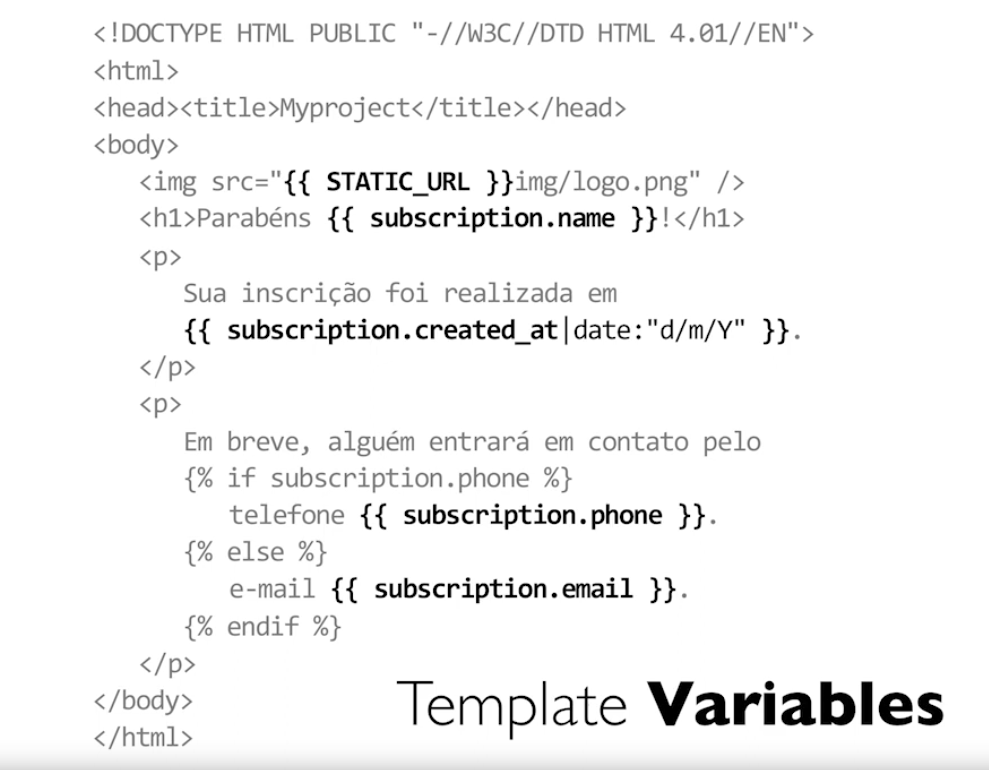 <!DOCTYPE HTML PUBLIC "-//W3C//DTD HTML 4.01//EN">
<html>
<head><title>Myproject</title></head>
<body>
<img src="{{ STATIC_URL }}img/logo.png" />
<h1>Parabéns {{ subscription.name }}!</h1>
<p>
Sua inscrição foi realizada em
{{ subscription.created_at|date:"d/m/Y" }}.
</p>
<p>
Em breve, alguém entrará em contato pelo
{% if subscription.phone %}
telefone {{ subscription.phone }}.
{% else %}
e-mail {{ subscription.email }}.
{% endif %}
</p>
</body>
</html>
Template Variables